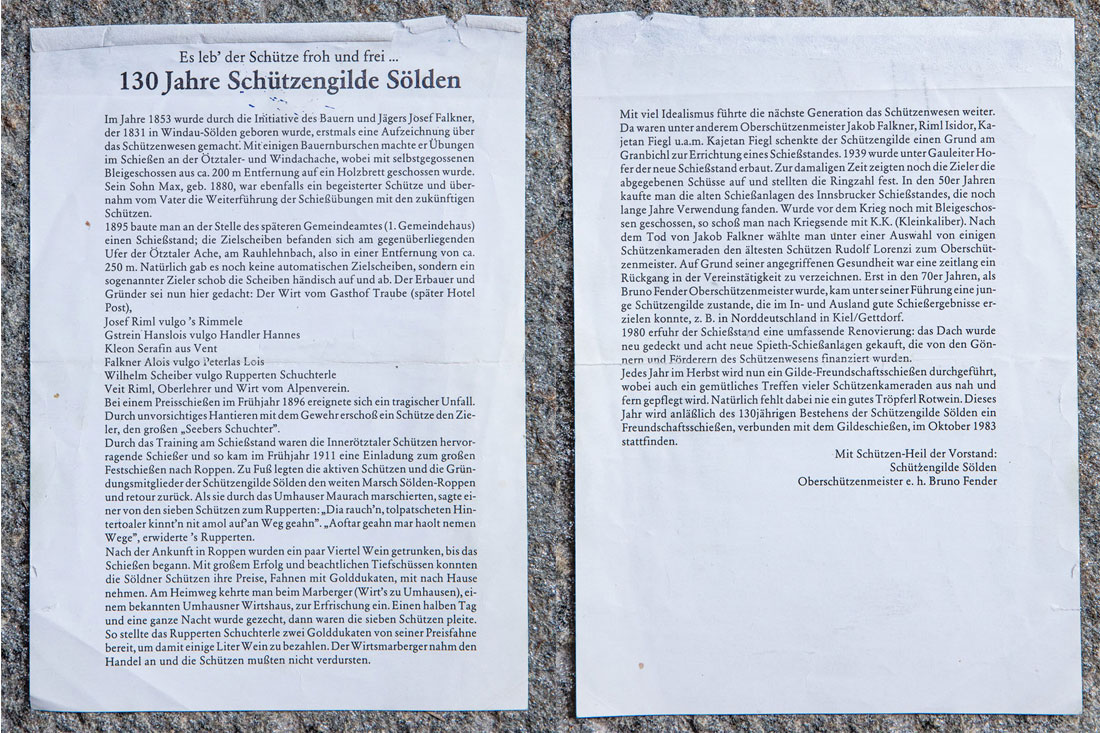 Es leb’ der Schütze froh und frei ...
130 Jahre Schützengilde Sölden
Im Jahre 1853 wurde durch die Initiative des Bauern und Jägers Josef Falkner,
der 1831 in Windau-Sölden geboren wurde, erstmals eine Aufzeichnung über
das Schützenwesen gemacht. Mit einigen Bauernburschen machte er Übungen
im Schießen an der Ötztaler- und Windachache, wobei mit selbstgegossenen
Bleigeschossen aus ca. 200 m Entfernung auf ein Holzbrett geschossen wurde.
Sein Sohn Max, geb. 1880, war ebenfalls ein begeisterter Schütze und über-
nahm vom Vater die Weiterführung der Schießübungen mit den zukünftigen
Schützen.
1895 baute man an der Stelle des späteren Gemeindeamtes (1. Gemeindehaus)
einen Schießstand; die Zielscheiben befanden sich am gegenüberliegenden
Ufer der Ötztaler Ache, am Rauhlehnbach, also in einer Entfernung von ca.
250 m. Natürlich gab es noch keine automatischen Zielscheiben, sondern ein
sogenannter Zieler schob die Scheiben händisch auf und ab. Der Erbauer und
Gründer sei nun hier gedacht: Der Wirt vom Gasthof Traube (später Hotel
Post),
Josef Riml vulgo ’s Rimmele
Gstrein Hanslois vulgo Handler Hannes
Kleon Serafin aus Vent
Falkner Alois vulgo Peterlas Lois
Wilhelm Scheiber vulgo Rupperten Schuchterle
Veit Riml, Oberlehrer und Wirt vom Alpenverein.
Bei einem Preisschießen im Frühjahr 1896 ereignete sich ein tragischer Unfall.
Durch unvorsichtiges Hantieren mit dem Gewehr erschoß ein Schütze den Zie-
ler, den großen „Seebers Schuchter”.
Durch das Training am Schießstand waren die Innerötztaler Schützen hervor-
ragende Schießer und so kam im Frühjahr 1911 eine Einladung zum großen
Festschießen nach Roppen. Zu Fuß legten die aktiven Schützen und die Grün-
dungsmitglieder der Schützengilde Sölden den weiten Marsch Sölden-Roppen
und retour zurück. Als sie durch das Umhauser Maurach marschierten, sagte ei-
ner von den sieben Schützen zum Rupperten: „Dia rauch’n, tolpatscheten Hin-
tertoaler kinnt’n nit amol auf’an Weg geahn”. „Aoftar geahn mar haolt nemen
Wege”, erwiderte ’s Rupperten.
Nach der Ankunft in Roppen wurden ein paar Viertel Wein getrunken, bis das
Schießen begann. Mit großem Erfolg und beachtlichen Tiefschüssen konnten
die Söldner Schützen ihre Preise, Fahnen mit Golddukaten, mit nach Hause
nehmen. Am Heimweg kehrte man beim Marberger (Wirt’s zu Umhausen), ei-
nem bekannten Umhausner Wirtshaus, zur Erfrischung ein. Einen halben Tag
und eine ganze Nacht wurde gezecht, dann waren die sieben Schützen pleite.
So stellte das Rupperten Schuchterle zwei Golddukaten von seiner Preisfahne
bereit, um damit einige Liter Wein zu bezahlen. Der Wirtsmarberger nahm den
Handel an und die Schützen mußten nicht verdursten.
Mit viel Idealismus führte die nächste Generation das Schützenwesen weiter.
Da waren unter anderem Oberschützenmeister Jakob Falkner, Riml Isidor, Ka-
jetan Fiegl u.a.m. Kajetan Fiegl schenkte der Schützengilde einen Grund am
Granbichl zur Errichtung eines Schießstandes. 1939 wurde unter Gauleiter Ho-
fer der neue Schießstand erbaut. Zur damaligen Zeit zeigten noch die Zieler die
abgegebenen Schüsse auf und stellten die Ringzahl fest. In den 50er Jahren
kaufte man die alten Schießanlagen des Innsbrucker Schießstandes, die noch
lange Jahre Verwendung fanden. Wurde vor dem Krieg noch mit Bleigeschos-
sen geschossen, so schoß man nach Kriegsende mit K.K. (Kleinkaliber). Nach
dem Tod von Jakob Falkner wählte man unter einer Auswahl von einigen
Schützenkameraden den ältesten Schützen Rudolf Lorenzi zum Oberschüt-
zenmeister. Auf Grund seiner angegriffenen Gesundheit war eine zeitlang ein
Rückgang in der Vereinstätigkeit zu verzeichnen. Erst in den 70er Jahren, als
Bruno Fender Oberschützenmeister wurde, kam unter seiner Führung eine jun-
ge Schützengilde zustande, die im In- und Ausland gute Schießergebnisse er-
zielen konnte, z. B. in Norddeutschland in Kiel/Gettdorf.
1980 erfuhr der Schießstand eine umfassende Renovierung: das Dach wurde
neu gedeckt und acht neue Spieth-Schießanlagen gekauft, die von den Gön-
nern und Förderern des Schützenwesens finanziert wurden.
Jedes Jahr im Herbst wird nun ein Gilde-Freundschaftsschießen durchgeführt,
wobei auch ein gemütliches Treffen vieler Schützenkameraden aus nah und
fern gepflegt wird. Natürlich fehlt dabei nie ein gutes Tröpferl Rotwein. Dieses
Jahr wird anläßlich des 130jährigen Bestehens der Schützengilde Sölden ein
Freundschaftsschießen, verbunden mit dem Gildeschießen, im Oktober 1983
stattfinden.
Mit Schützen-Heil der Vorstand:
Schützengilde Sölden
Oberschützenmeister e. h. Bruno Fender